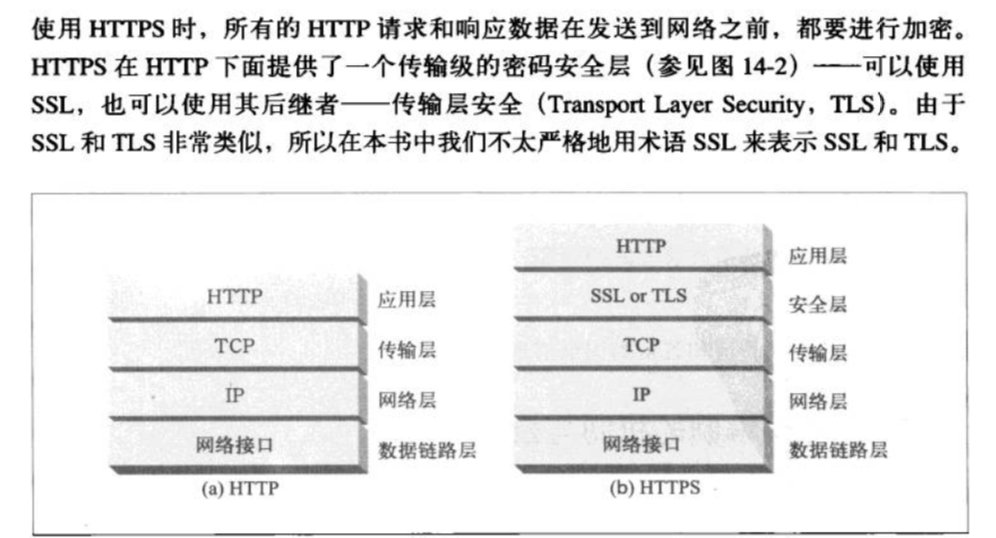 使用 HTTPS 时，所有的 HTTP 请求和响应数据在发送到网络之前，都要进行加密。
HTTPS 在 HTTP 下面提供了一个传输级的密码安全层（参见图 14-2）——可以使用
SSL，也可以使用其后继者——传输层安全（Transport Layer Security，TLS）。由于
SSL 和 TLS 非常类似，所以在本书中我们不太严格地用术语 SSL 来表示 SSL 和 TLS。
HTTP 应用层
TCP 传输层
IP 网络层
网络接口 数据链路层
(a) HTTP
HTTP 应用层
SSL or TLS 安全层
TCP 传输层
IP 网络层
网络接口 数据链路层
(b) HTTPS